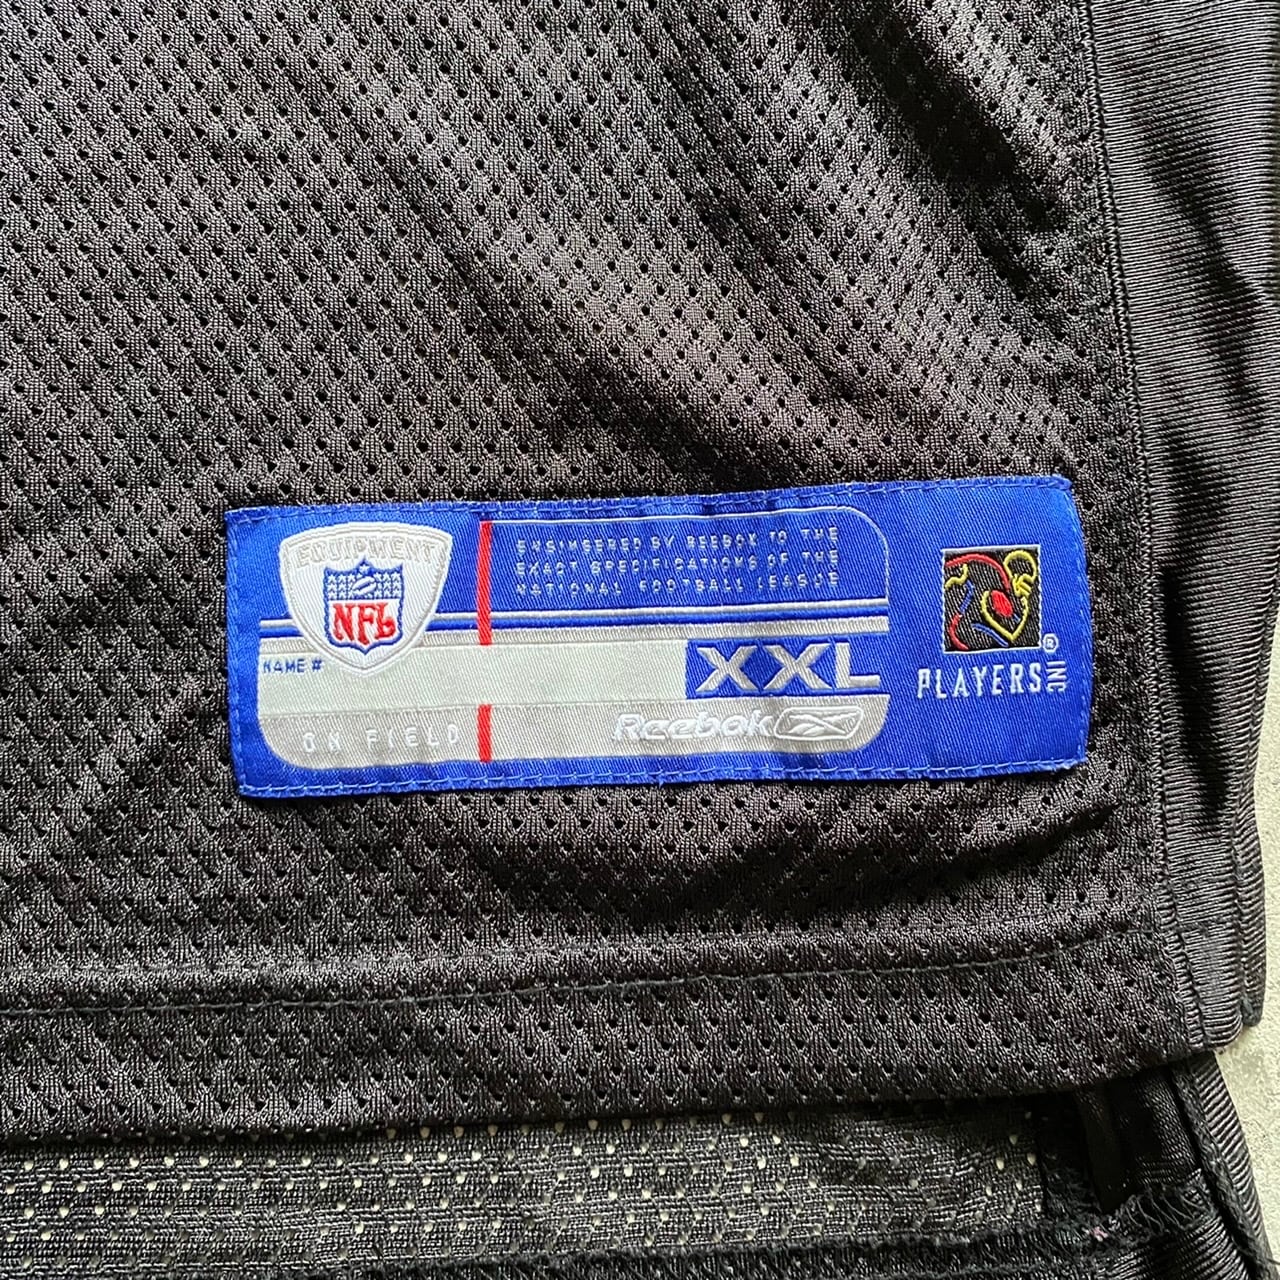 EQUIPMENT
NFL
ENGINEERED BY REEBOK TO THE
EXACT SPECIFICATIONS OF THE
NATIONAL FOOTBALL LEAGUE
NAME #
XXL
ON FIELD
Reebok
PLAYERS INC ®